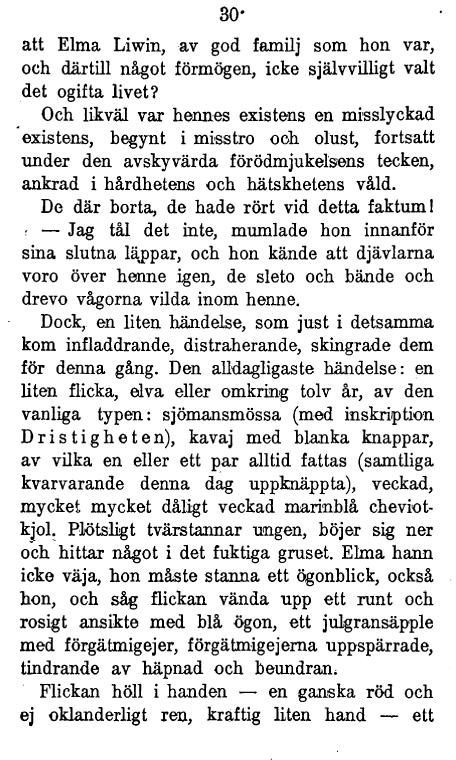 30
att Elma Liwin, av god familj som hon var,
och därtill något förmögen, icke självvilligt valt
det ogifta livet?
Och likväl var hennes existens en misslyckad
existens, begynt i misstro och olust, fortsatt
under den avskyvärda förödmjukelsens tecken,
ankrad i hårdhetens och hätskhetens våld.
De där borta, de hade rört vid detta faktum!
— Jag tål det inte, mumlade hon innanför
sina slutna läppar, och hon kände att djävlarna
voro över henne igen, de sleto och bände och
drevo vågorna vilda inom henne.
Dock, en liten händelse, som just i detsamma
kom infladdrande, distraherande, skingrade dem
för denna gång. Den alldagligaste händelse: en
liten flicka, elva eller omkring tolv år, av den
vanliga typen: sjömansmössa (med inskription
Dristigheten), kavaj med blanka knappar,
av vilka en eller ett par alltid fattas (samtliga
kvarvarande denna dag uppknäppta), veckad,
mycket mycket dåligt veckad marinblå cheviot-
kjol. Plötsligt tvärstannar ungen, böjer sig ner
och hittar något i det fuktiga gruset. Elma hann
icke väja, hon måste stanna ett ögonblick, också
hon, och såg flickan vända upp ett runt och
rosigt ansikte med blå ögon, ett julgransäpple
med förgätmigejer, förgätmigejerna uppspärrade,
tindrande av häpnad och beundran.
Flickan höll i handen — en ganska röd och
ej oklanderligt ren, kraftig liten hand — ett